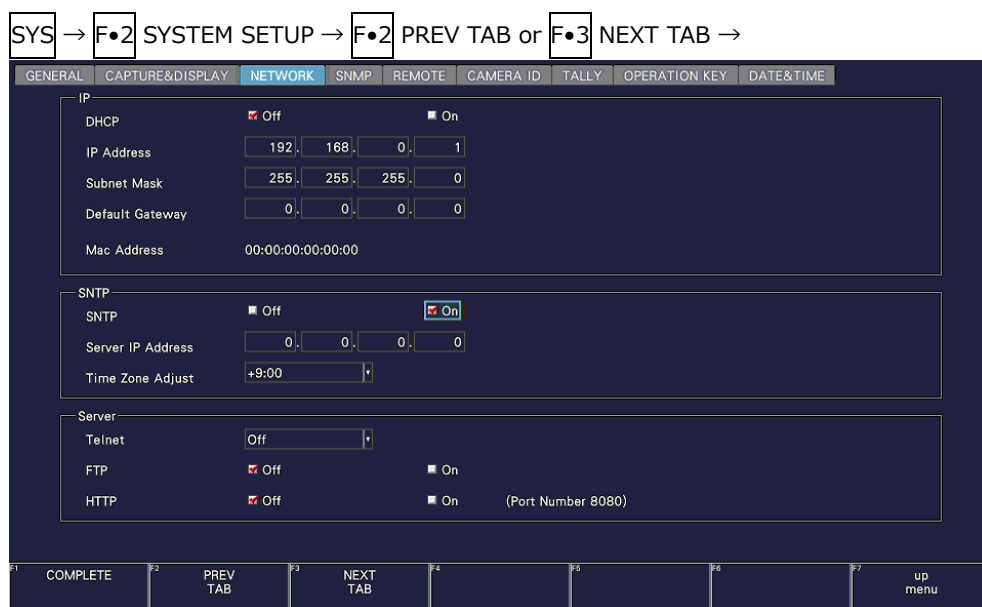 SYS → F•2 SYSTEM SETUP → F•2 PREV TAB or F•3 NEXT TAB →
GENERAL CAPTURE&DISPLAY NETWORK SNMP REMOTE CAMERA ID TALLY OPERATION KEY DATE&TIME
IP
DHCP Off On
IP Address 192. 168. 0. 1
Subnet Mask 255. 255. 255. 0
Default Gateway 0. 0. 0. 0
Mac Address 00:00:00:00:00:00
SNTP
SNTP Off On
Server IP Address 0. 0. 0. 0
Time Zone Adjust +9:00
Server
Telnet Off
FTP Off On
HTTP Off On (Port Number 8080)
F1 COMPLETE F2 PREV TAB F3 NEXT TAB F4 F5 F6 F7 up menu